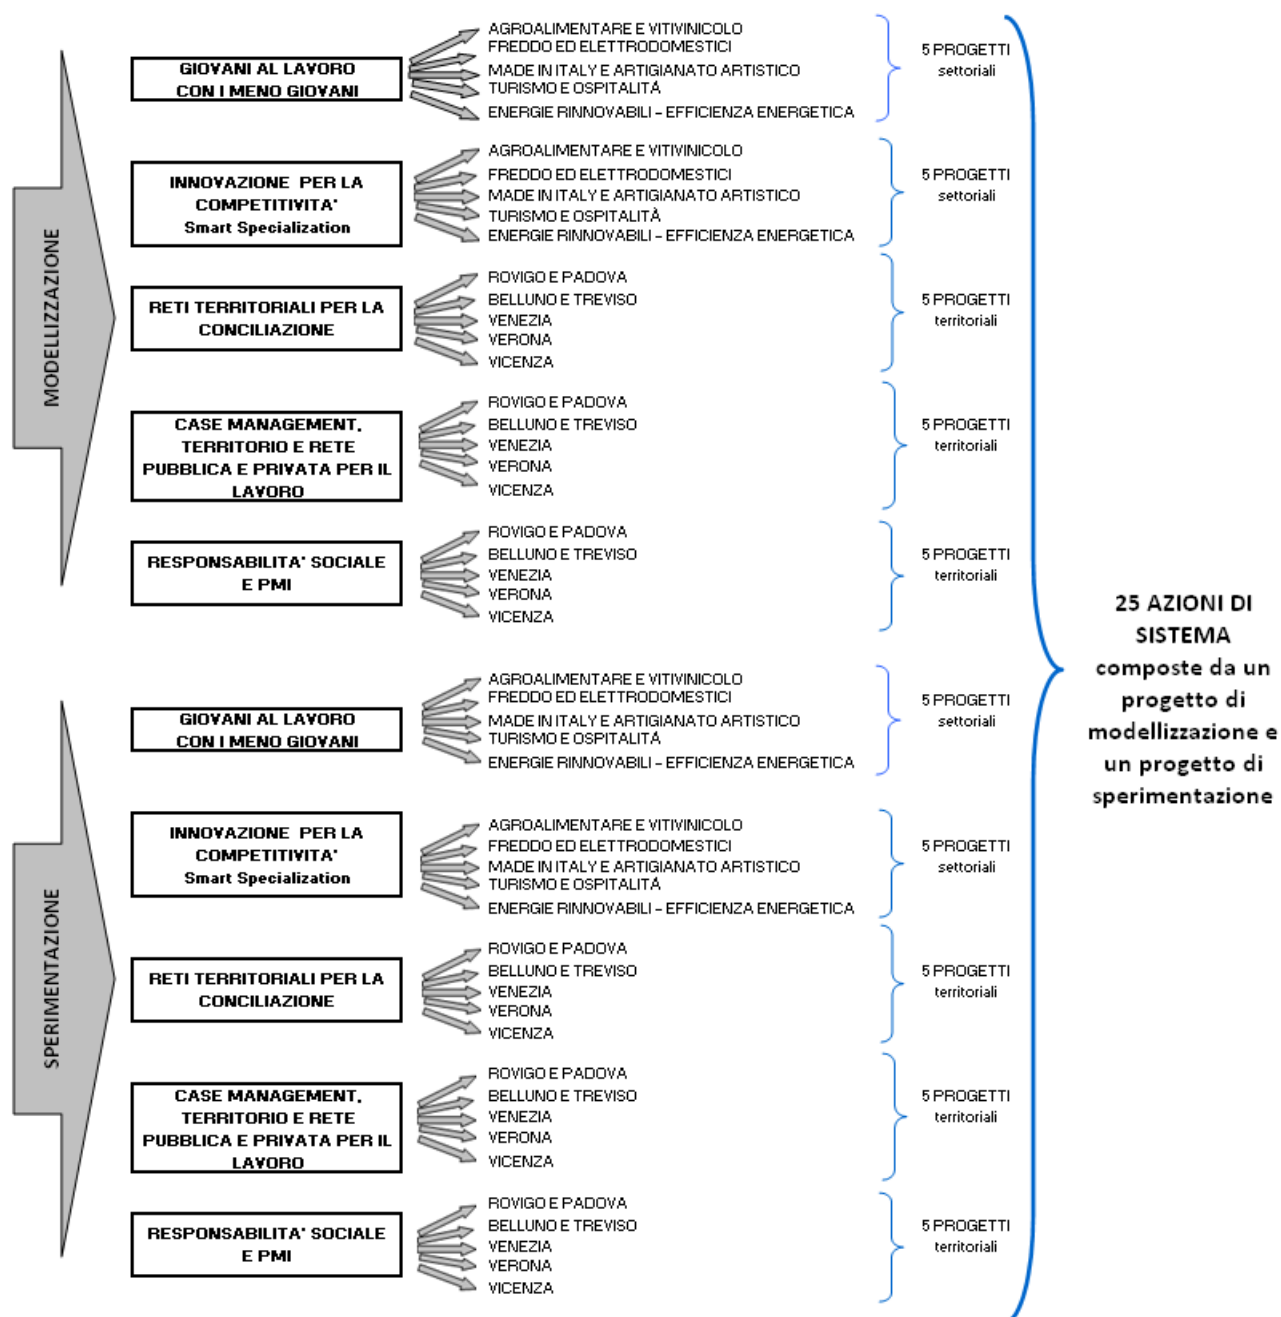 MODELLIZZAZIONE
GIOVANI AL LAVORO
CON I MENO GIOVANI
AGROALIMENTARE E VITIVINICOLO
FREDDO ED ELETTRODOMESTICI
MADE IN ITALY E ARTIGIANATO ARTISTICO
TURISMO E OSPITALITÁ
ENERGIE RINNOVABILI – EFFICIENZA ENERGETICA
5 PROGETTI
settoriali
INNOVAZIONE PER LA
COMPETITIVITA'
Smart Specialization
AGROALIMENTARE E VITIVINICOLO
FREDDO ED ELETTRODOMESTICI
MADE IN ITALY E ARTIGIANATO ARTISTICO
TURISMO E OSPITALITÀ
ENERGIE RINNOVABILI – EFFICIENZA ENERGETICA
5 PROGETTI
settoriali
RETI TERRITORIALI PER LA
CONCILIAZIONE
ROVIGO E PADOVA
BELLUNO E TREVISO
VENEZIA
VERONA
VICENZA
5 PROGETTI
territoriali
CASE MANAGEMENT,
TERRITORIO E RETE
PUBBLICA E PRIVATA PER IL
LAVORO
ROVIGO E PADOVA
BELLUNO E TREVISO
VENEZIA
VERONA
VICENZA
5 PROGETTI
territoriali
RESPONSABILITA' SOCIALE
E PMI
ROVIGO E PADOVA
BELLUNO E TREVISO
VENEZIA
VERONA
VICENZA
5 PROGETTI
territoriali
SPERIMENTAZIONE
GIOVANI AL LAVORO
CON I MENO GIOVANI
AGROALIMENTARE E VITIVINICOLO
FREDDO ED ELETTRODOMESTICI
MADE IN ITALY E ARTIGIANATO ARTISTICO
TURISMO E OSPITALITÁ
ENERGIE RINNOVABILI – EFFICIENZA ENERGETICA
5 PROGETTI
settoriali
INNOVAZIONE PER LA
COMPETITIVITA'
Smart Specialization
AGROALIMENTARE E VITIVINICOLO
FREDDO ED ELETTRODOMESTICI
MADE IN ITALY E ARTIGIANATO ARTISTICO
TURISMO E OSPITALITÁ
ENERGIE RINNOVABILI – EFFICIENZA ENERGETICA
5 PROGETTI
settoriali
RETI TERRITORIALI PER LA
CONCILIAZIONE
ROVIGO E PADOVA
BELLUNO E TREVISO
VENEZIA
VERONA
VICENZA
5 PROGETTI
territoriali
CASE MANAGEMENT,
TERRITORIO E RETE
PUBBLICA E PRIVATA PER IL
LAVORO
ROVIGO E PADOVA
BELLUNO E TREVISO
VENEZIA
VERONA
VICENZA
5 PROGETTI
territoriali
RESPONSABILITA' SOCIALE
E PMI
ROVIGO E PADOVA
BELLUNO E TREVISO
VENEZIA
VERONA
VICENZA
5 PROGETTI
territoriali
25 AZIONI DI
SISTEMA
composte da un
progetto di
modellizzazione e
un progetto di
sperimentazione